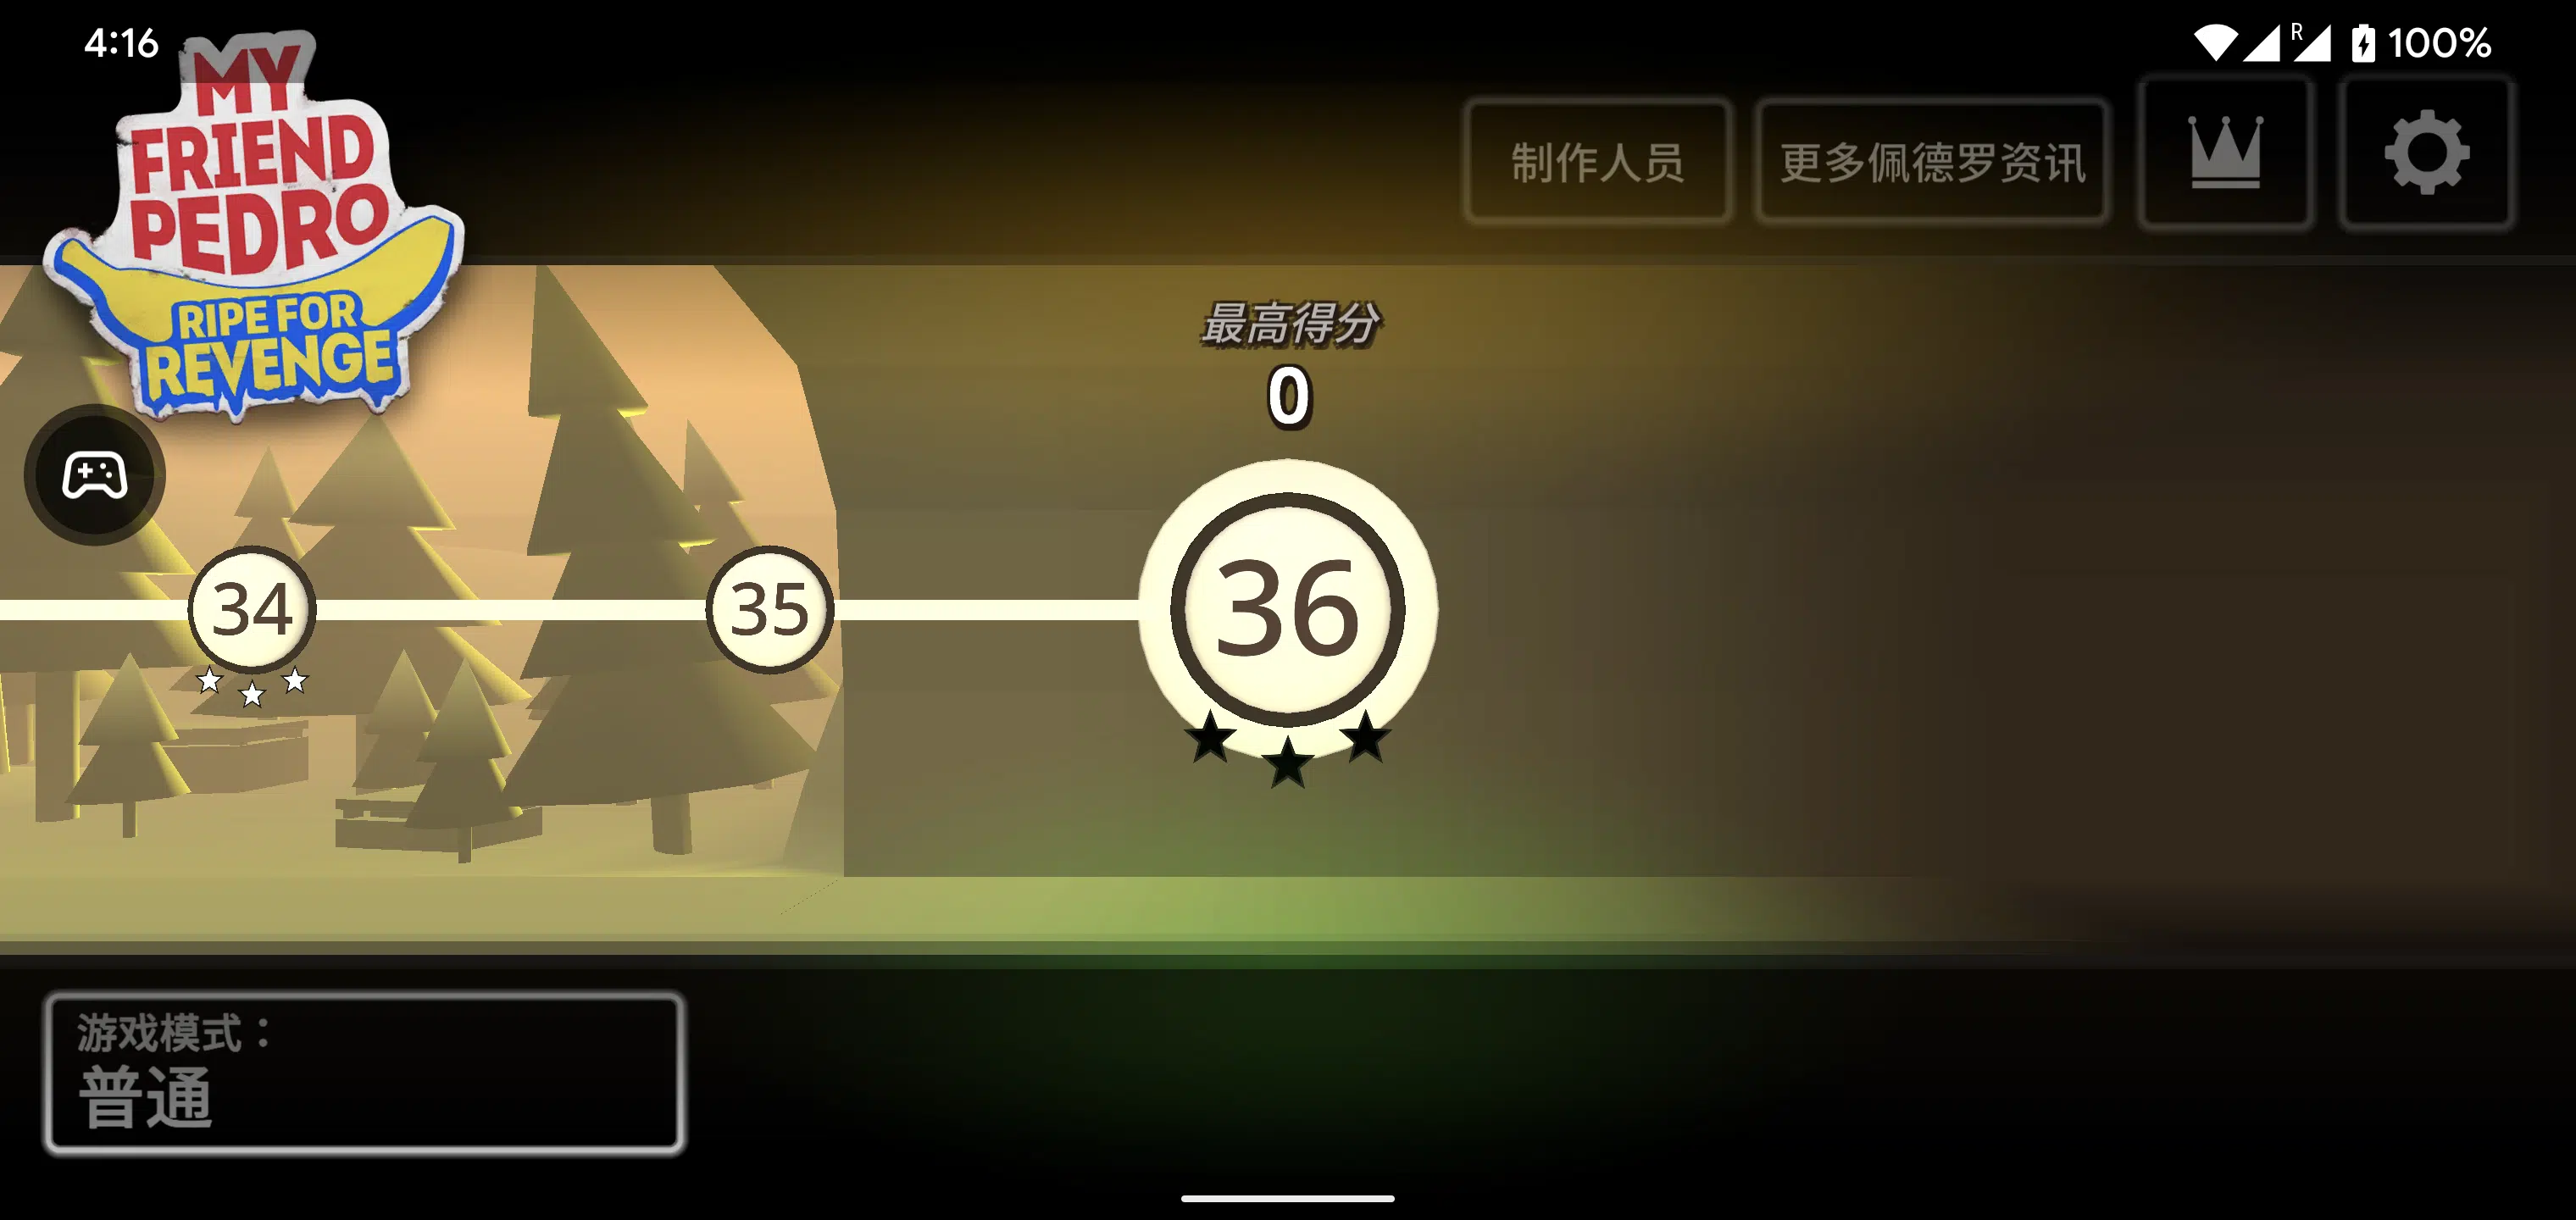 4:16
R
100%
MY
FRIEND
PEDRO
RIPE FOR
REVENGE
制作人员
更多佩德罗资讯
最高得分
0
34
35
36
游戏模式：
普通